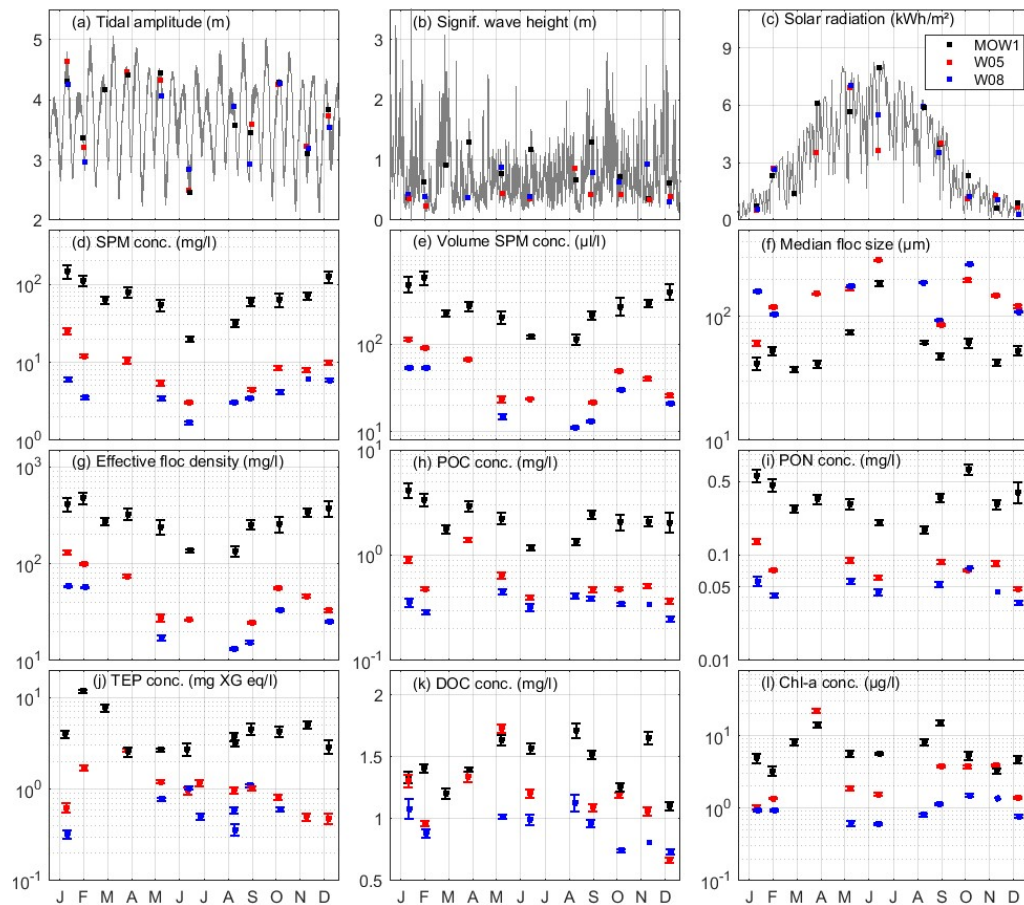 (a) Tidal amplitude (m)
5
4
3
2
(b) Signif. wave height (m)
3
2
1
0
(c) Solar radiation (kWh/m²)
9
6
3
0
MOW1
W05
W08
(d) SPM conc. (mg/l)
10²
10¹
10⁰
(e) Volume SPM conc. (µl/l)
10²
10¹
(f) Median floc size (µm)
10²
10¹
(g) Effective floc density (mg/l)
10³
10²
10¹
(h) POC conc. (mg/l)
10¹
10⁰
10⁻¹
(i) PON conc. (mg/l)
0.5
0.1
0.05
0.01
(j) TEP conc. (mg XG eq/l)
10¹
10⁰
10⁻¹
J F M A M J J A S O N D
(k) DOC conc. (mg/l)
2
1.5
1
0.5
J F M A M J J A S O N D
(l) Chl-a conc. (µg/l)
10¹
10⁰
10⁻¹
J F M A M J J A S O N D